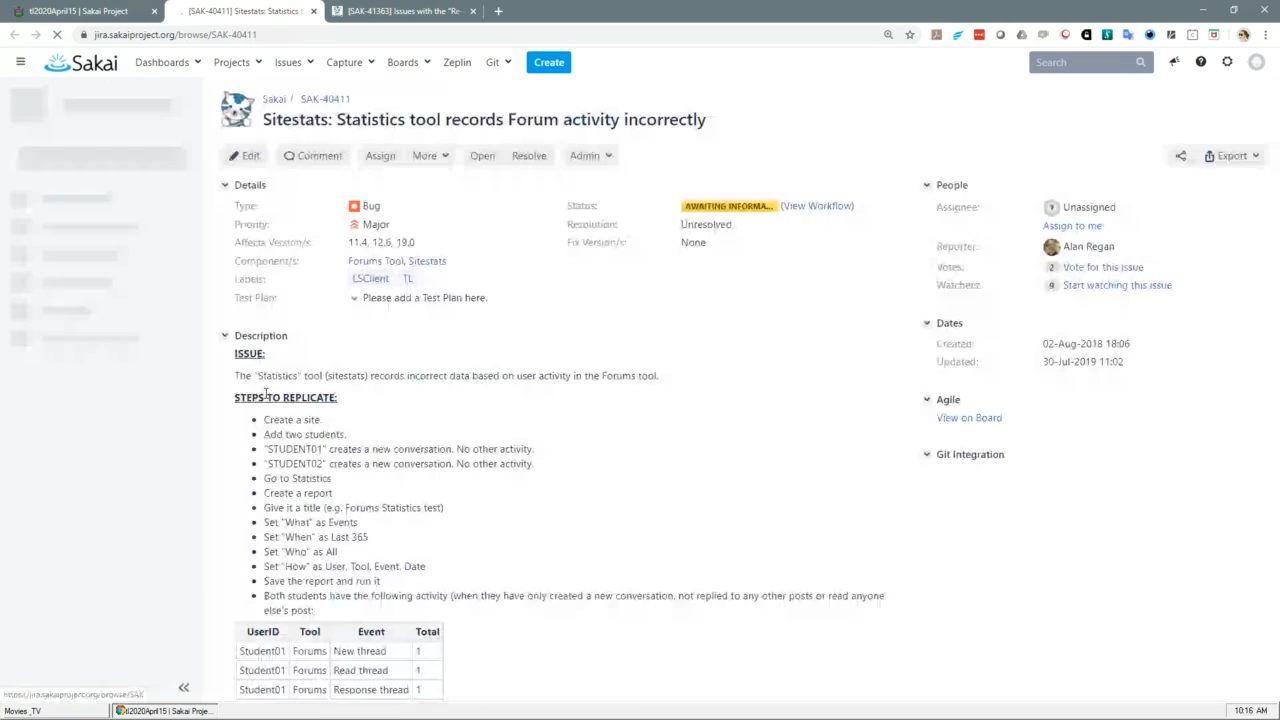 tl2020April15 | Sakai Project
[SAK-40411] Sitestats: Statistics t
[SAK-41363] Issues with the "Re
jira.sakaiproject.org/browse/SAK-40411
Sakai
Dashboards
Projects
Issues
Capture
Boards
Zeplin
Git
Create
Search
Sakai / SAK-40411
Sitestats: Statistics tool records Forum activity incorrectly
Edit
Comment
Assign
More
Open
Resolve
Admin
Export
Details
Type: Bug
Status: AWAITING INFORMA... (View Workflow)
Priority: Major
Resolution: Unresolved
Affects Version/s: 11.4, 12.6, 19.0
Fix Version/s: None
Component/s: Forums Tool, Sitestats
Labels: LSClient TL
Test Plan: Please add a Test Plan here.
Description
ISSUE:
The "Statistics" tool (sitestats) records incorrect data based on user activity in the Forums tool.
STEPS TO REPLICATE:
Create a site.
Add two students.
"STUDENT01" creates a new conversation. No other activity.
"STUDENT02" creates a new conversation. No other activity.
Go to Statistics
Create a report
Give it a title (e.g. Forums Statistics test)
Set "What" as Events
Set "When" as Last 365
Set "Who" as All
Set "How" as User, Tool, Event, Date
Save the report and run it
Both students have the following activity (when they have only created a new conversation, not replied to any other posts or read anyone
else's post:
UserID Tool Event Total
Student01 Forums New thread 1
Student01 Forums Read thread 1
Student01 Forums Response thread 1
People
Assignee: Unassigned
Assign to me
Reporter: Alan Regan
Votes: 2 Vote for this issue
Watchers: 9 Start watching this issue
Dates
Created: 02-Aug-2018 18:06
Updated: 30-Jul-2019 11:02
Agile
View on Board
Git Integration
https://jira.sakaiproject.org/browse/SAK
Movies_TV
tl2020April15 | Sakai Proje...
10:16 AM